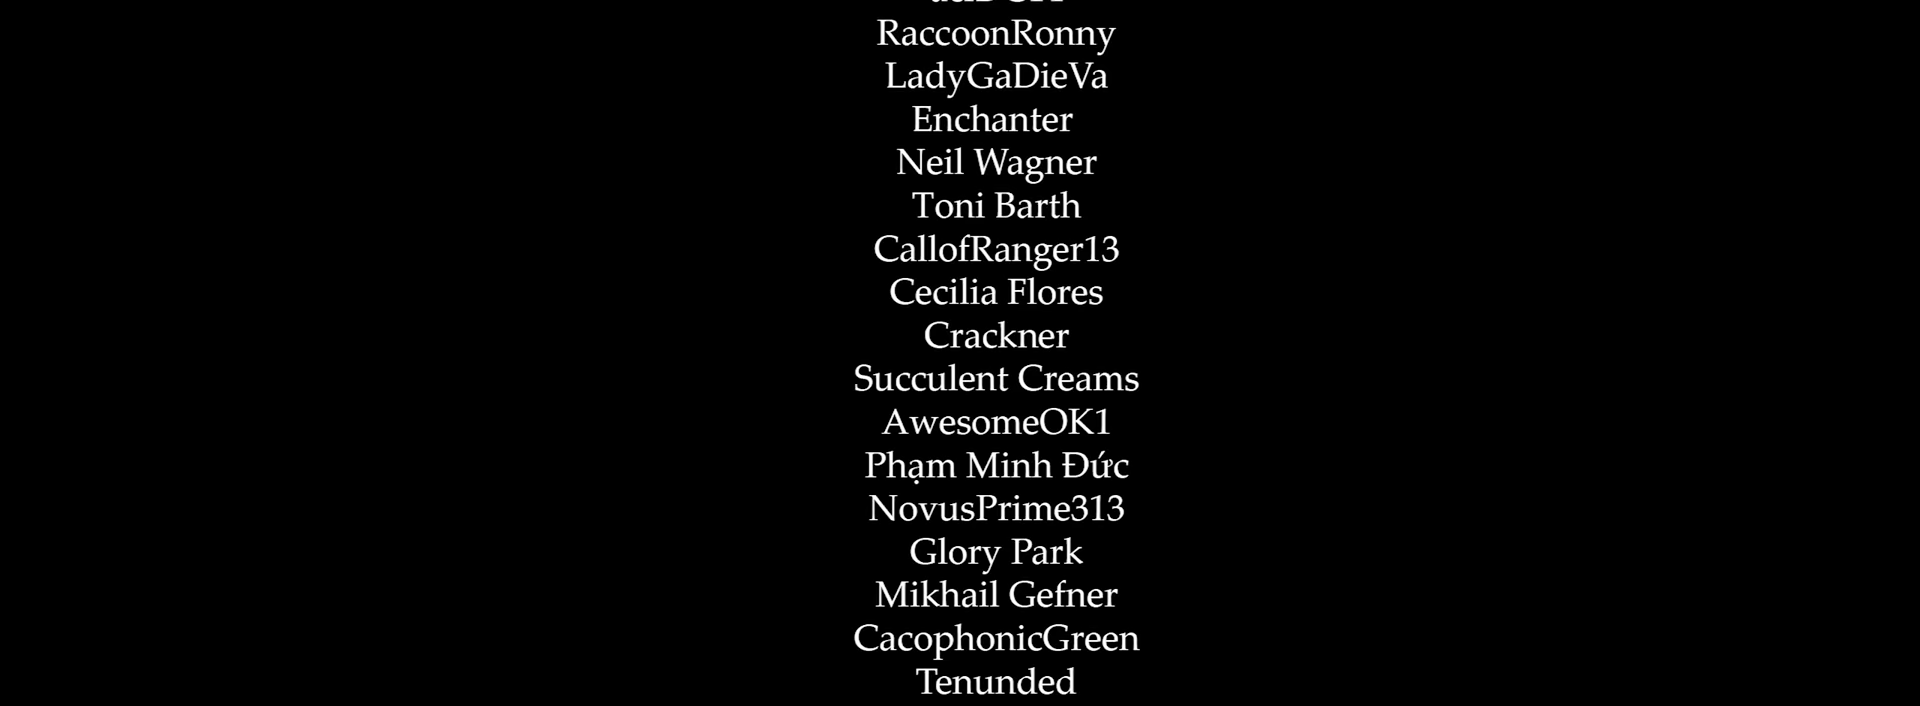 RaccoonRonny
LadyGaDieVa
Enchanter
Neil Wagner
Toni Barth
CallofRanger13
Cecilia Flores
Crackner
Succulent Creams
AwesomeOK1
Phạm Minh Đức
NovusPrime313
Glory Park
Mikhail Gefner
CacophonicGreen
Tenunded